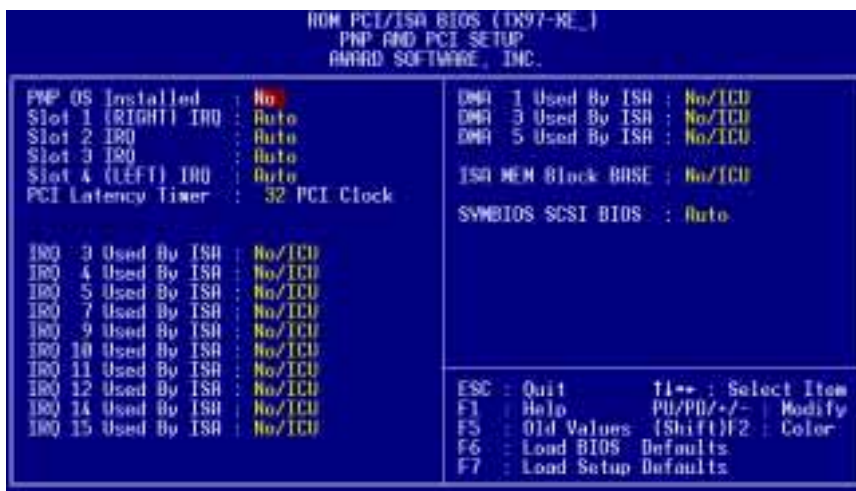 ROM PCI/ISA BIOS (TX97-XE_)
PNP AND PCI SETUP
AWARD SOFTWARE, INC.
PNP OS Installed : No
Slot 1 (RIGHT) IRQ : Auto
Slot 2 IRQ : Auto
Slot 3 IRQ : Auto
Slot 4 (LEFT) IRQ : Auto
PCI Latency Timer : 32 PCI Clock
IRQ 3 Used By ISA : No/ICU
IRQ 4 Used By ISA : No/ICU
IRQ 5 Used By ISA : No/ICU
IRQ 7 Used By ISA : No/ICU
IRQ 9 Used By ISA : No/ICU
IRQ 10 Used By ISA : No/ICU
IRQ 11 Used By ISA : No/ICU
IRQ 12 Used By ISA : No/ICU
IRQ 14 Used By ISA : No/ICU
IRQ 15 Used By ISA : No/ICU
DMA 1 Used By ISA : No/ICU
DMA 3 Used By ISA : No/ICU
DMA 5 Used By ISA : No/ICU
ISA MEM Block BASE : No/ICU
SYMBIOS SCSI BIOS : Auto
ESC : Quit ↑↓→← : Select Item
F1 : Help PU/PD/+/- : Modify
F5 : Old Values (Shift)F2 : Color
F6 : Load BIOS Defaults
F7 : Load Setup Defaults